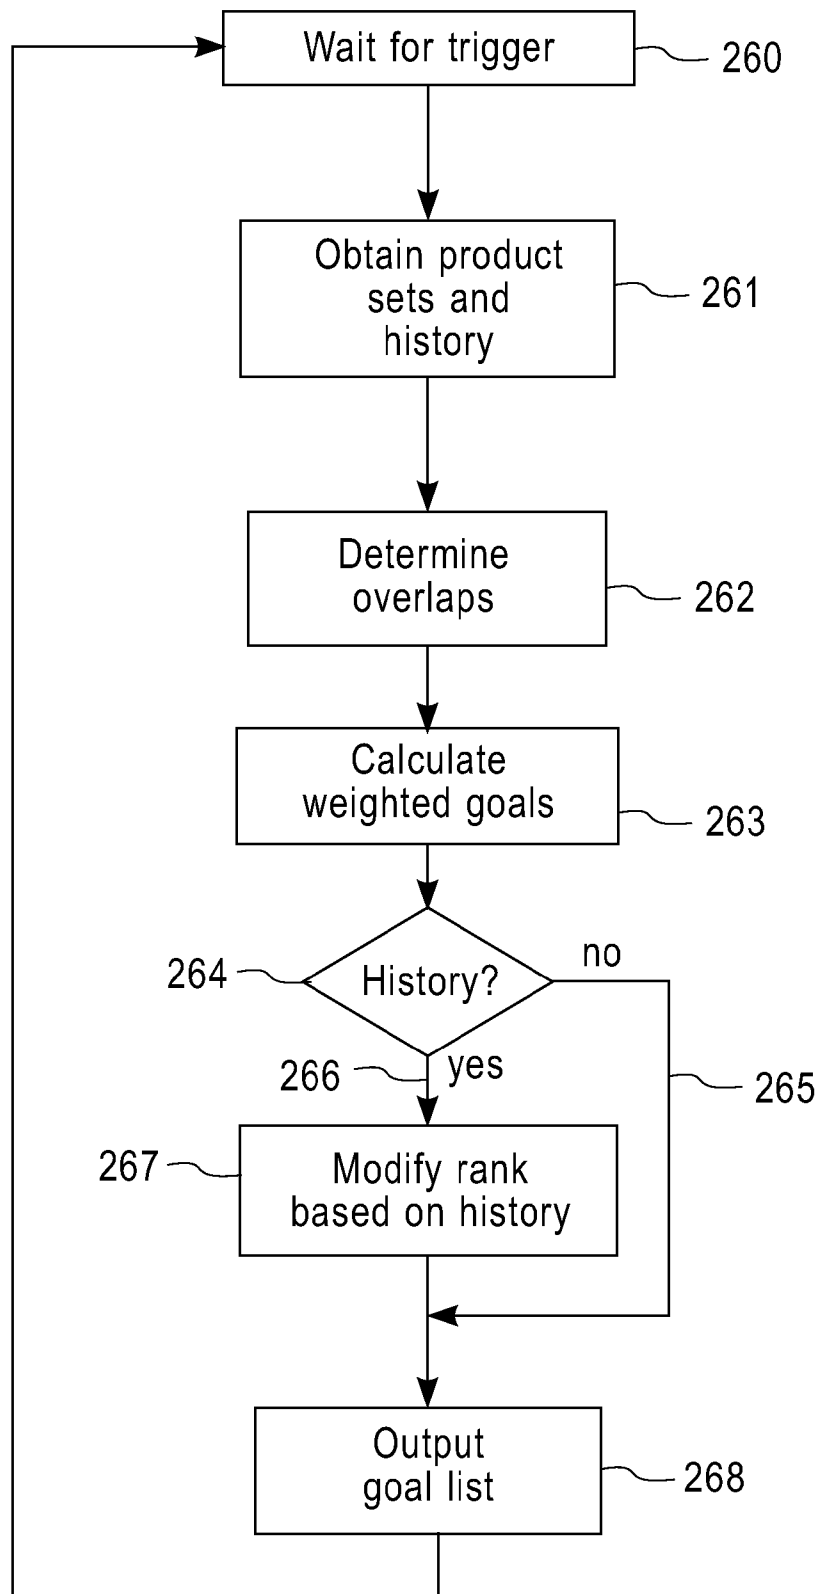 Wait for trigger
260
Obtain product
sets and
history
261
Determine
overlaps
262
Calculate
weighted goals
263
264
History?
no
266
yes
265
267
Modify rank
based on history
Output
goal list
268